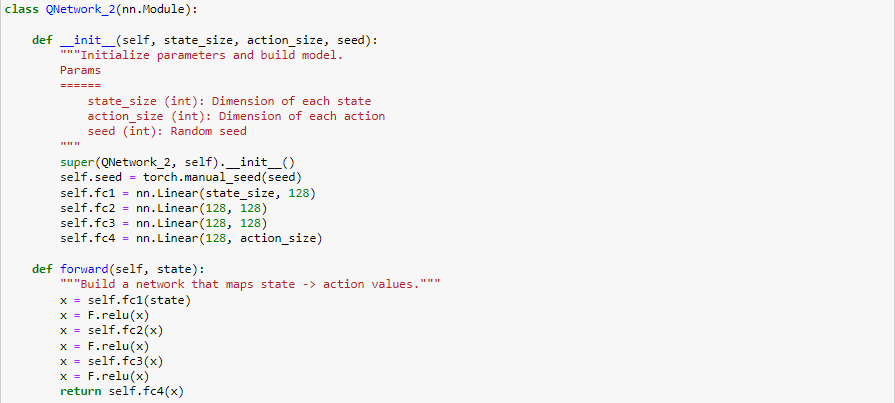 class QNetwork_2(nn.Module):
def __init__(self, state_size, action_size, seed):
"""Initialize parameters and build model.
Params
======
state_size (int): Dimension of each state
action_size (int): Dimension of each action
seed (int): Random seed
"""
super(QNetwork_2, self).__init__()
self.seed = torch.manual_seed(seed)
self.fc1 = nn.Linear(state_size, 128)
self.fc2 = nn.Linear(128, 128)
self.fc3 = nn.Linear(128, 128)
self.fc4 = nn.Linear(128, action_size)
def forward(self, state):
"""Build a network that maps state -> action values."""
x = self.fc1(state)
x = F.relu(x)
x = self.fc2(x)
x = F.relu(x)
x = self.fc3(x)
x = F.relu(x)
return self.fc4(x)